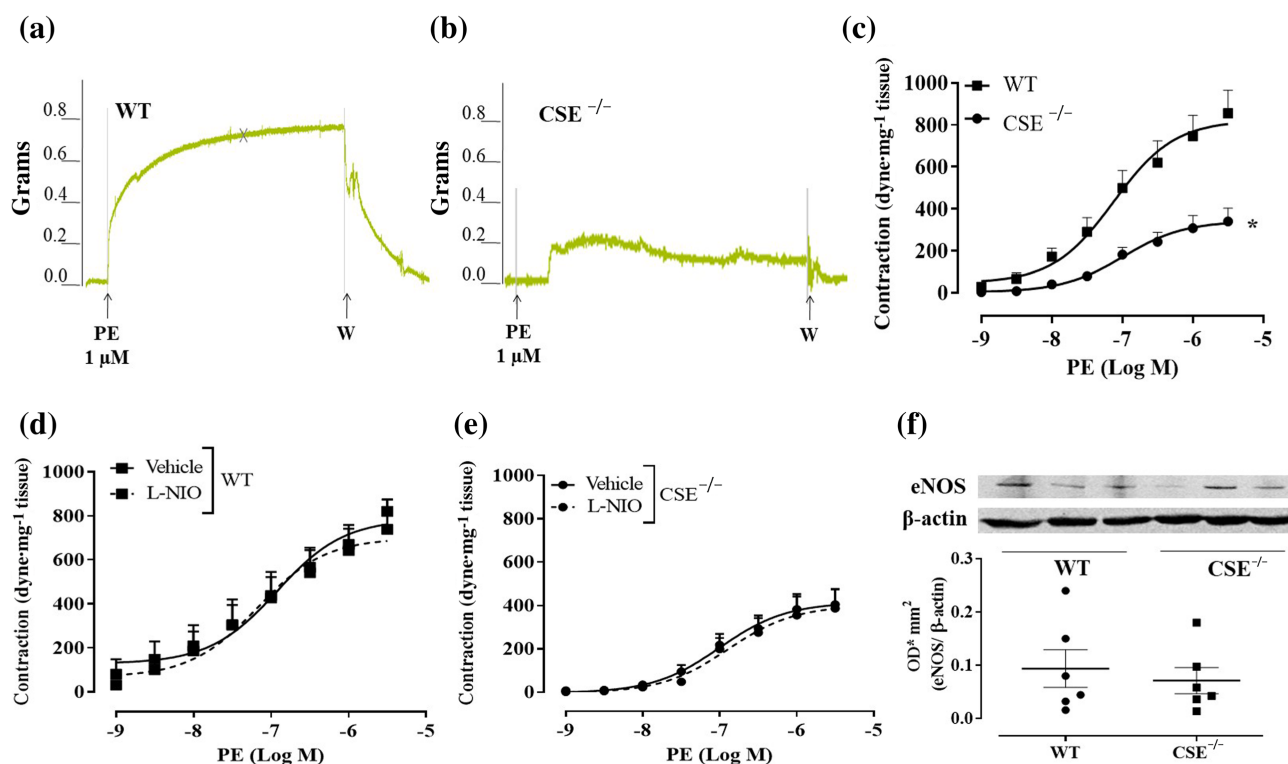 (a)
WT
Grams
0.8
0.6
0.4
0.2
0.0
PE
1 µM
W
(b)
CSE⁻/⁻
Grams
0.8
0.6
0.4
0.2
0.0
PE
1 µM
W
(c)
WT
CSE⁻/⁻
Contraction (dyne·mg⁻¹ tissue)
1000
800
600
400
200
0
*
-9 -8 -7 -6 -5
PE (Log M)
(d)
Vehicle
L-NIO
WT
Contraction (dyne·mg⁻¹ tissue)
1000
800
600
400
200
0
-9 -8 -7 -6 -5
PE (Log M)
(e)
Vehicle
L-NIO
CSE⁻/⁻
Contraction (dyne·mg⁻¹ tissue)
1000
800
600
400
200
0
-9 -8 -7 -6 -5
PE (Log M)
(f)
eNOS
β-actin
WT CSE⁻/⁻
OD* mm²
(eNOS/ β-actin)
0.3
0.2
0.1
0.0
WT CSE⁻/⁻